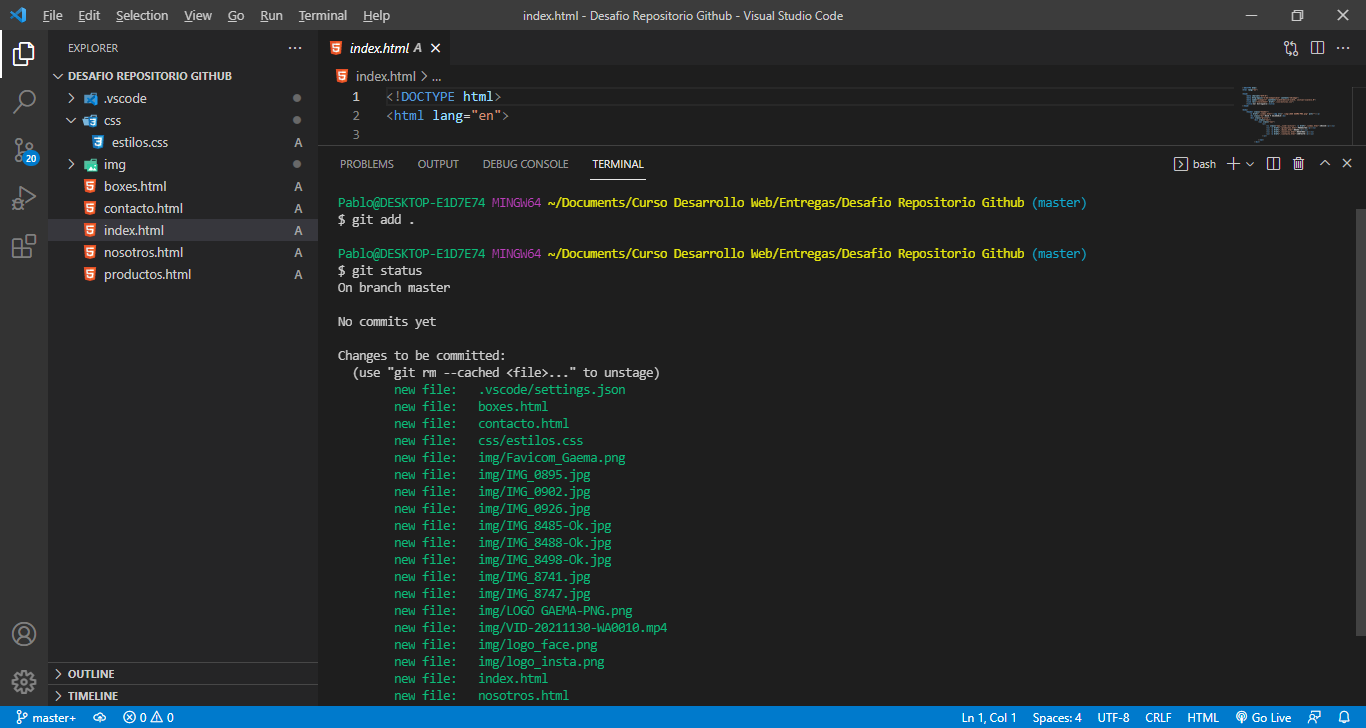 File Edit Selection View Go Run Terminal Help index.html - Desafio Repositorio Github - Visual Studio Code
EXPLORER
DESAFIO REPOSITORIO GITHUB
.vscode
css
estilos.css A
img
boxes.html A
contacto.html A
index.html A
nosotros.html A
productos.html A
OUTLINE
TIMELINE
20
index.html A
index.html > ...
1 <!DOCTYPE html>
2 <html lang="en">
3
PROBLEMS OUTPUT DEBUG CONSOLE TERMINAL bash
Pablo@DESKTOP-E1D7E74 MINGW64 ~/Documents/Curso Desarrollo Web/Entregas/Desafio Repositorio Github (master)
$ git add .
Pablo@DESKTOP-E1D7E74 MINGW64 ~/Documents/Curso Desarrollo Web/Entregas/Desafio Repositorio Github (master)
$ git status
On branch master
No commits yet
Changes to be committed:
(use "git rm --cached <file>..." to unstage)
new file: .vscode/settings.json
new file: boxes.html
new file: contacto.html
new file: css/estilos.css
new file: img/Favicom_Gaema.png
new file: img/IMG_0895.jpg
new file: img/IMG_0902.jpg
new file: img/IMG_0926.jpg
new file: img/IMG_8485-Ok.jpg
new file: img/IMG_8488-Ok.jpg
new file: img/IMG_8498-Ok.jpg
new file: img/IMG_8741.jpg
new file: img/IMG_8747.jpg
new file: img/LOGO GAEMA-PNG.png
new file: img/VID-20211130-WA0010.mp4
new file: img/logo_face.png
new file: img/logo_insta.png
new file: index.html
new file: nosotros.html
master+ 0 0 Ln 1, Col 1 Spaces: 4 UTF-8 CRLF HTML Go Live